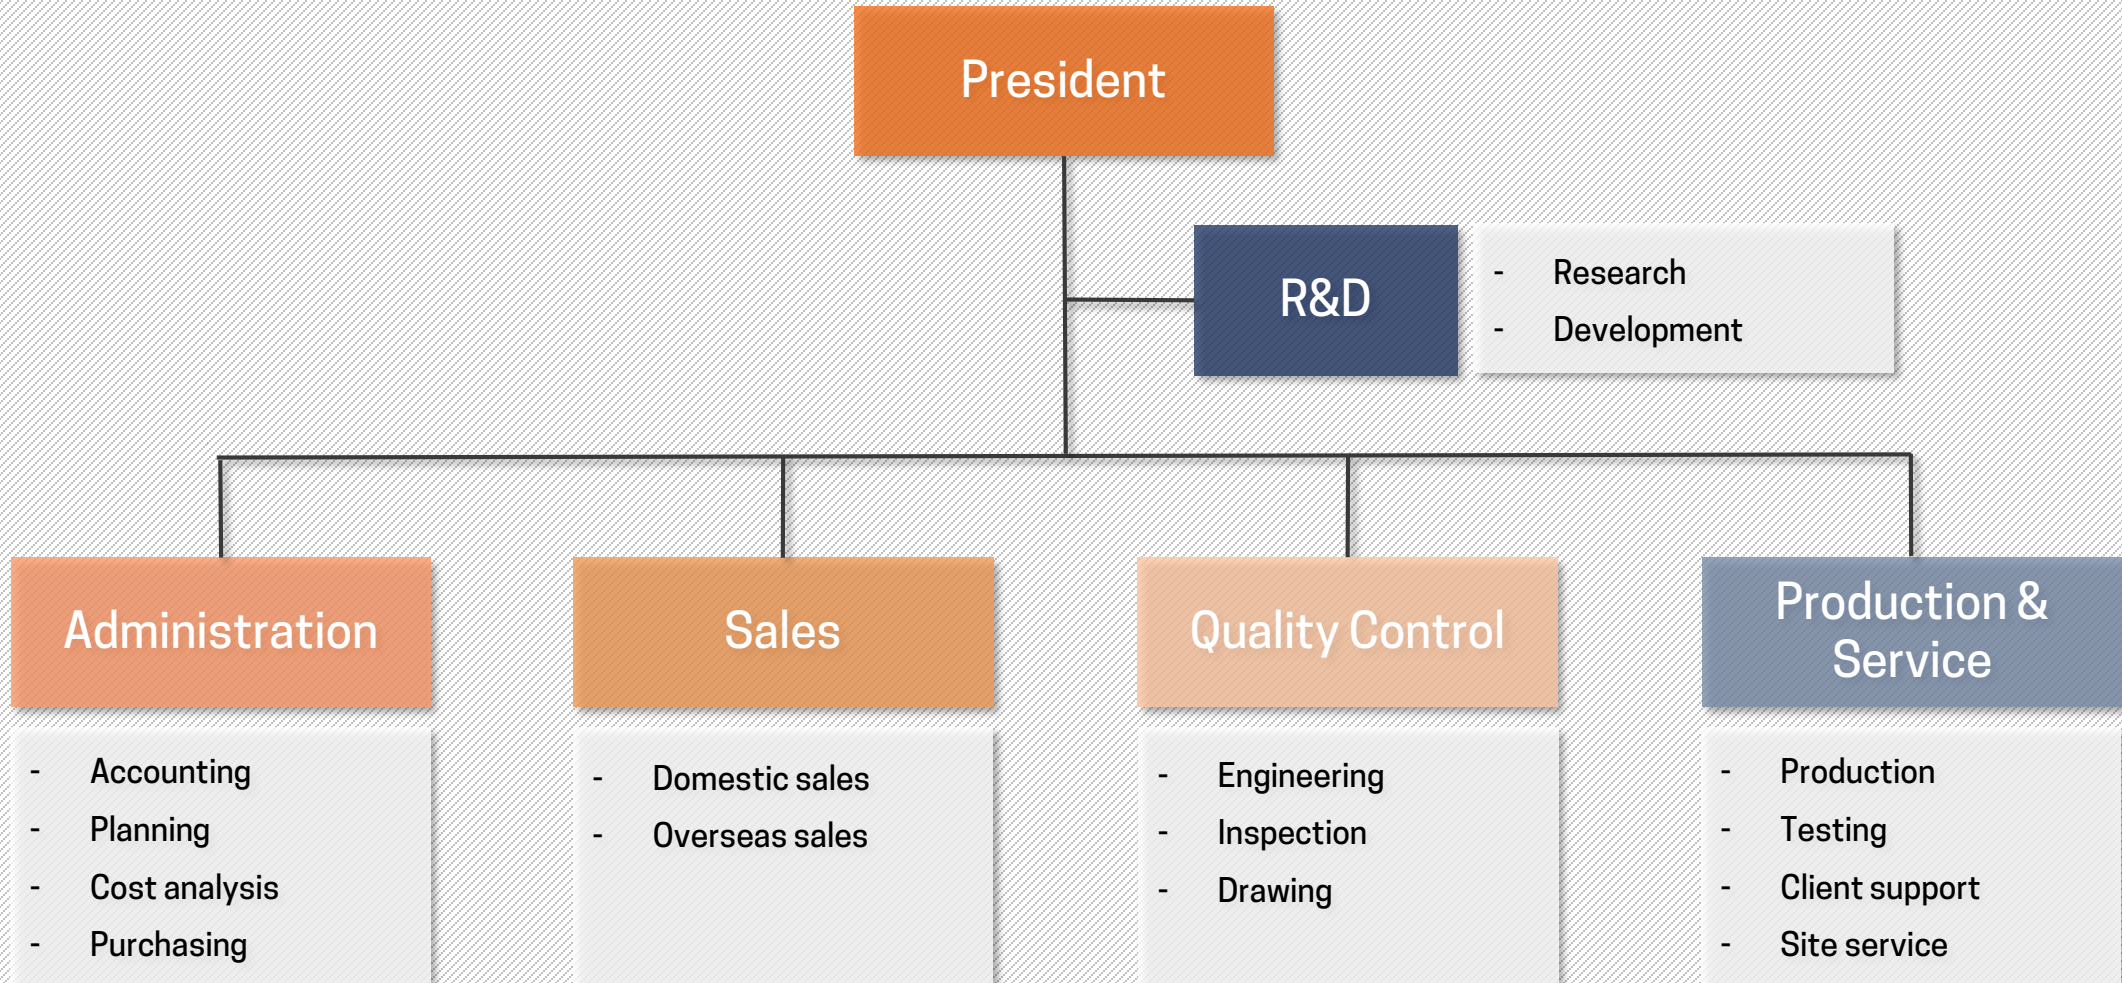 President
R&D
- Research
- Development
Administration
- Accounting
- Planning
- Cost analysis
- Purchasing
Sales
- Domestic sales
- Overseas sales
Quality Control
- Engineering
- Inspection
- Drawing
Production &
Service
- Production
- Testing
- Client support
- Site service